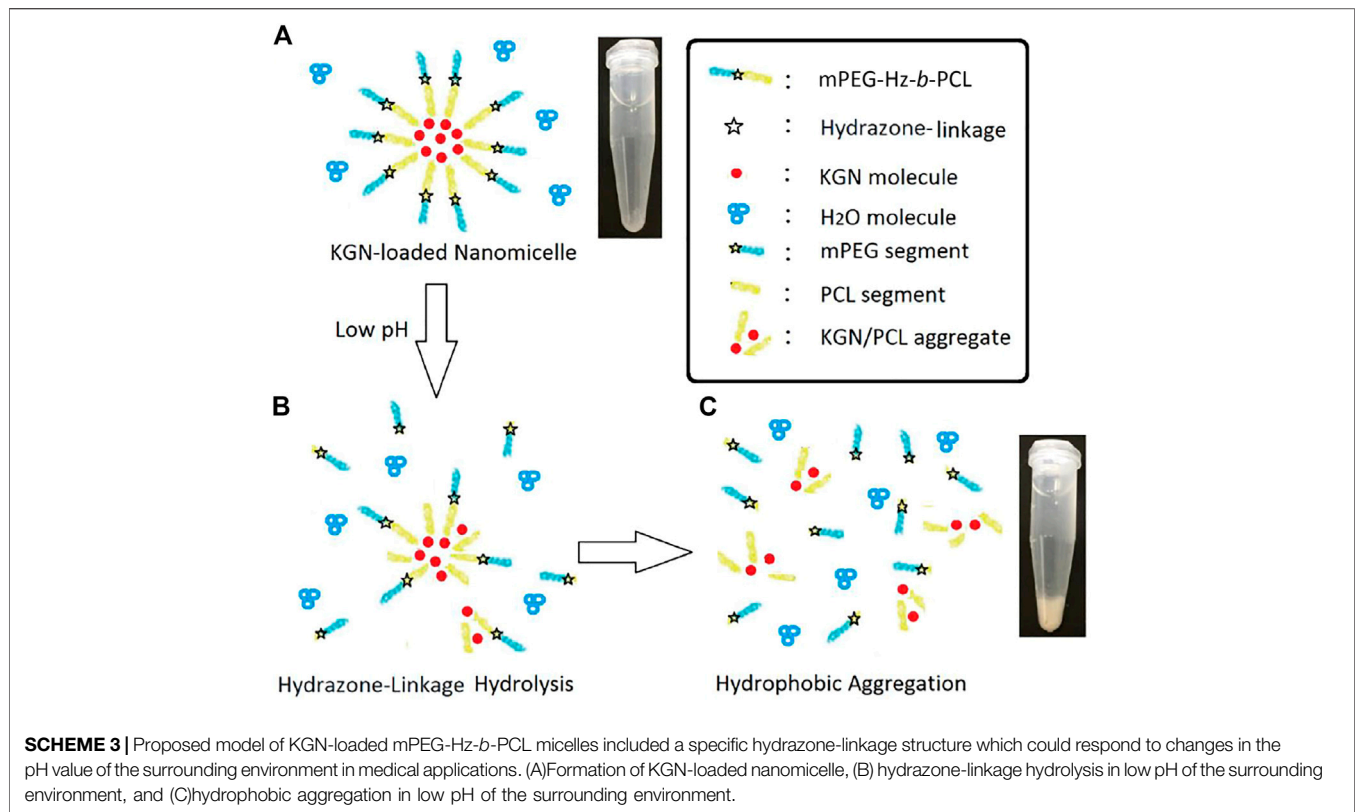 A
KGN-loaded Nanomicelle
: mPEG-Hz-b-PCL
: Hydrazone-linkage
: KGN molecule
: H2O molecule
: mPEG segment
: PCL segment
: KGN/PCL aggregate
Low pH
B
Hydrazone-Linkage Hydrolysis
C
Hydrophobic Aggregation
SCHEME 3 | Proposed model of KGN-loaded mPEG-Hz-b-PCL micelles included a specific hydrazone-linkage structure which could respond to changes in the
pH value of the surrounding environment in medical applications. (A)Formation of KGN-loaded nanomicelle, (B) hydrazone-linkage hydrolysis in low pH of the surrounding
environment, and (C)hydrophobic aggregation in low pH of the surrounding environment.